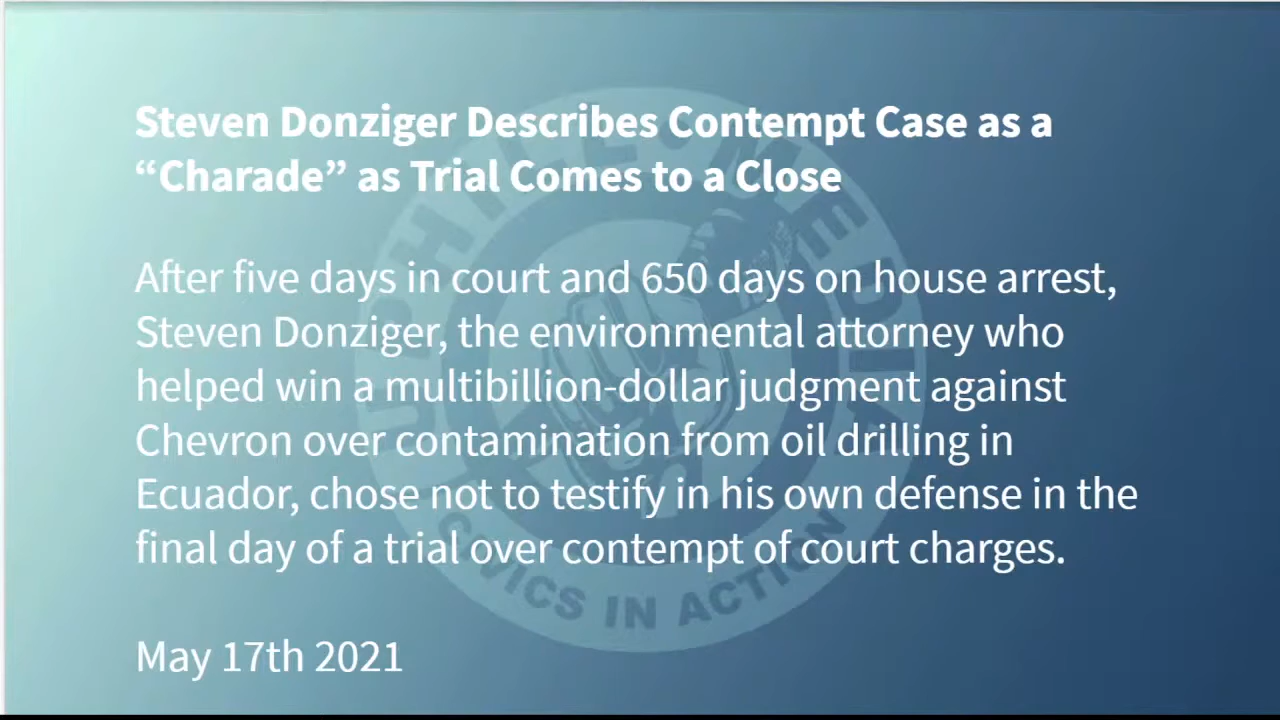 Steven Donziger Describes Contempt Case as a
“Charade” as Trial Comes to a Close
After five days in court and 650 days on house arrest,
Steven Donziger, the environmental attorney who
helped win a multibillion-dollar judgment against
Chevron over contamination from oil drilling in
Ecuador, chose not to testify in his own defense in the
final day of a trial over contempt of court charges.
May 17th 2021
CIVICS IN ACTION